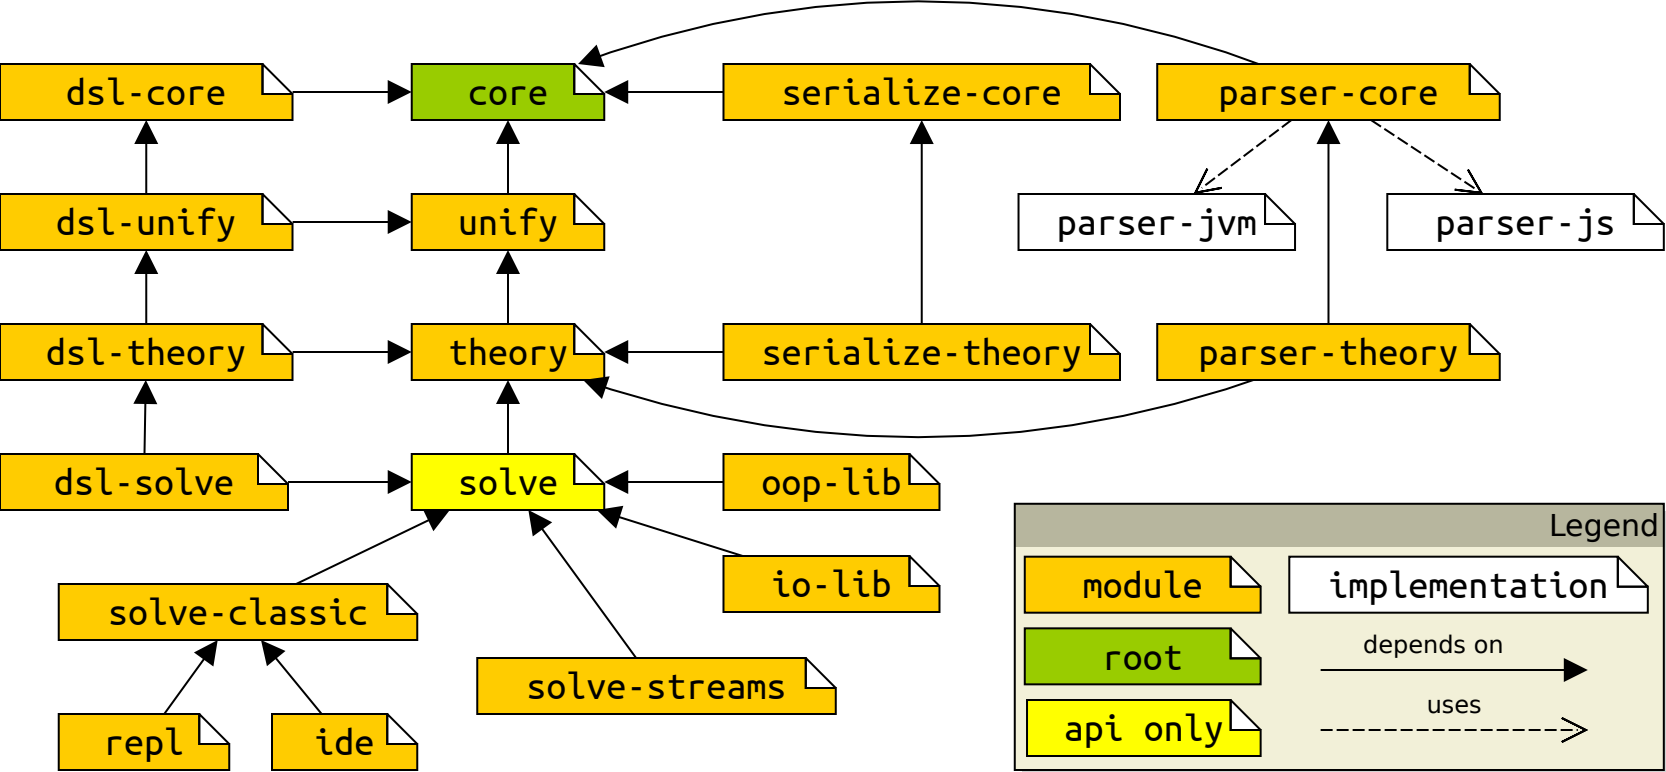 dsl-core
core
serialize-core
parser-core
dsl-unify
unify
parser-jvm
parser-js
dsl-theory
theory
serialize-theory
parser-theory
dsl-solve
solve
oop-lib
io-lib
solve-classic
solve-streams
repl
ide
Legend
module
implementation
root
depends on
api only
uses